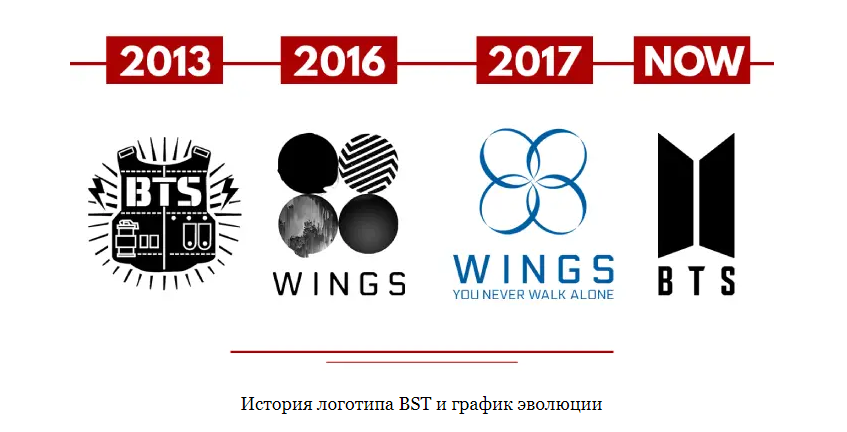 2013 2016 2017 NOW
BTS
WINGS
WINGS
YOU NEVER WALK ALONE
BTS
История логотипа BST и график эволюции